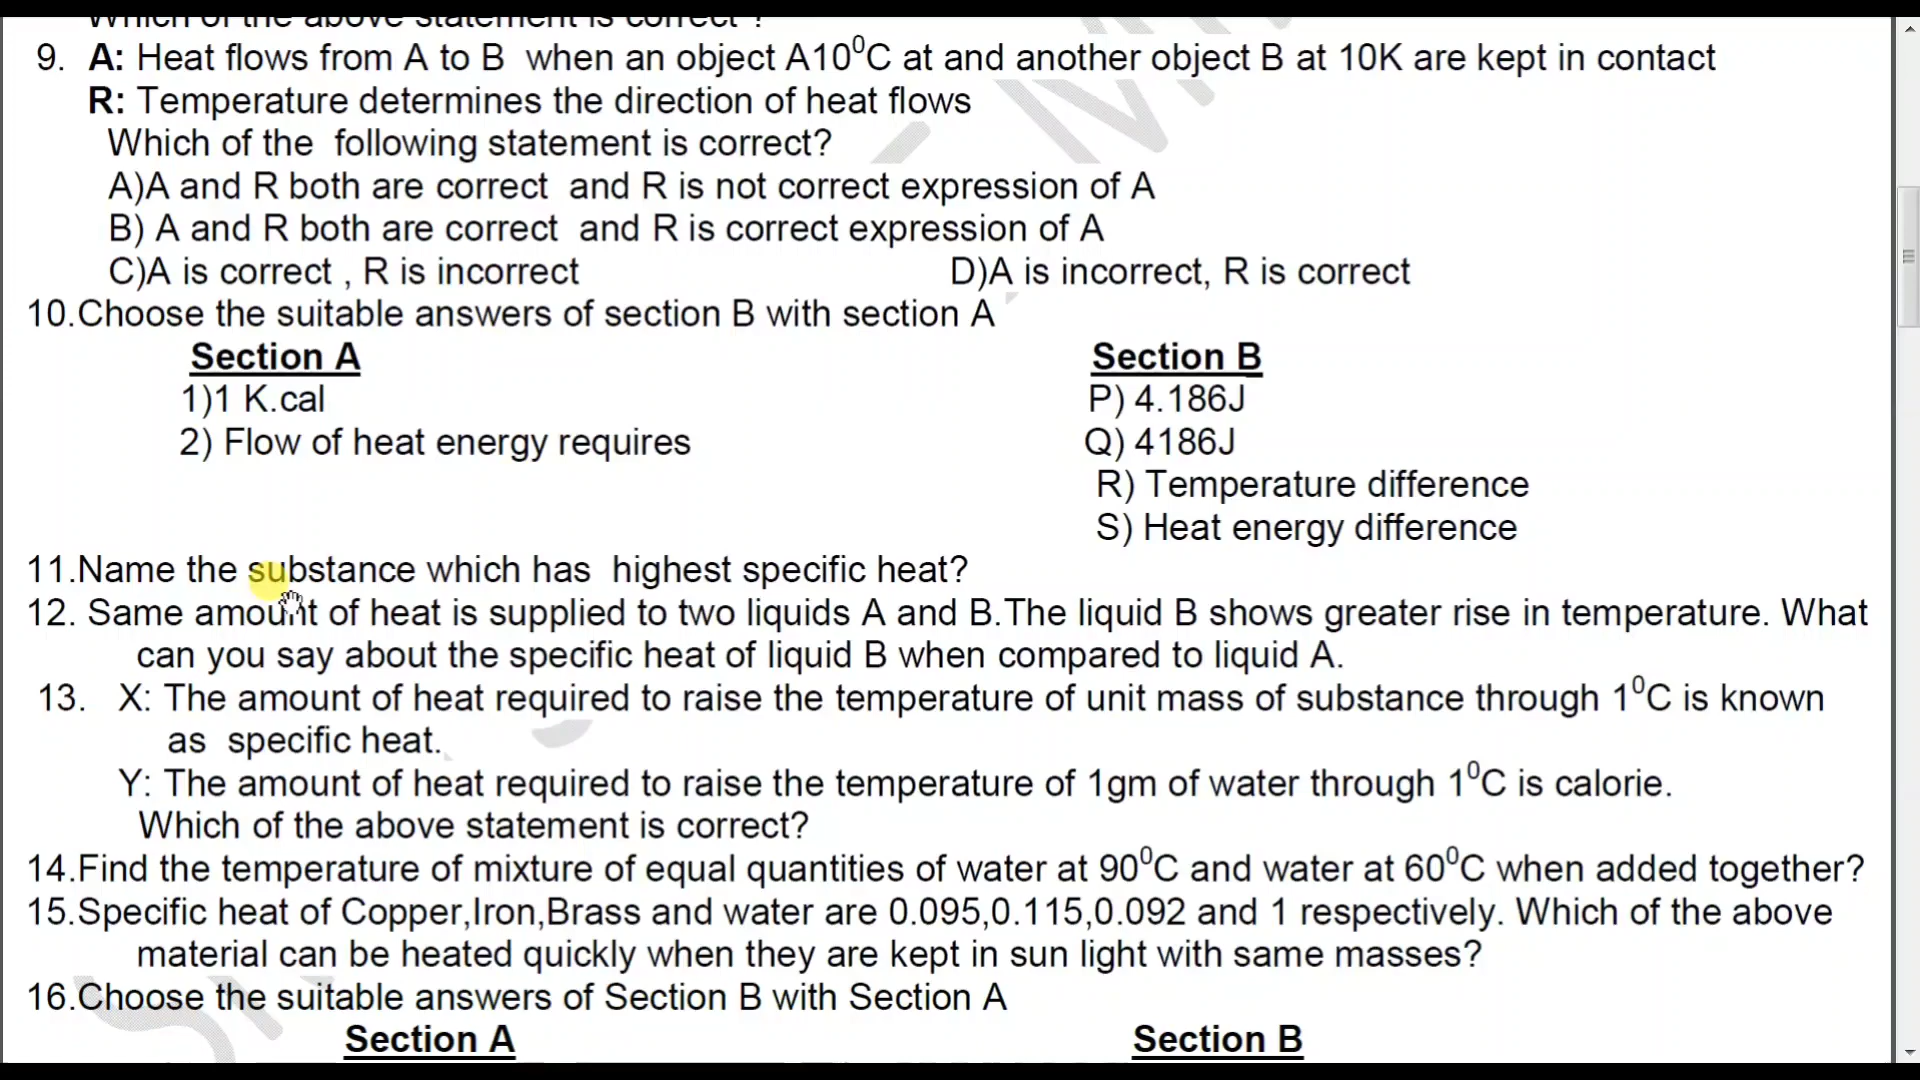 Which of the above statement is correct ?
9. A: Heat flows from A to B when an object A10⁰C at and another object B at 10K are kept in contact
R: Temperature determines the direction of heat flows
Which of the following statement is correct?
A)A and R both are correct and R is not correct expression of A
B) A and R both are correct and R is correct expression of A
C)A is correct , R is incorrect D)A is incorrect, R is correct
10.Choose the suitable answers of section B with section A
Section A Section B
1)1 K.cal P) 4.186J
2) Flow of heat energy requires Q) 4186J
R) Temperature difference
S) Heat energy difference
11.Name the substance which has highest specific heat?
12. Same amount of heat is supplied to two liquids A and B.The liquid B shows greater rise in temperature. What
can you say about the specific heat of liquid B when compared to liquid A.
13. X: The amount of heat required to raise the temperature of unit mass of substance through 1⁰C is known
as specific heat.
Y: The amount of heat required to raise the temperature of 1gm of water through 1⁰C is calorie.
Which of the above statement is correct?
14.Find the temperature of mixture of equal quantities of water at 90⁰C and water at 60⁰C when added together?
15.Specific heat of Copper,Iron,Brass and water are 0.095,0.115,0.092 and 1 respectively. Which of the above
material can be heated quickly when they are kept in sun light with same masses?
16.Choose the suitable answers of Section B with Section A
Section A Section B